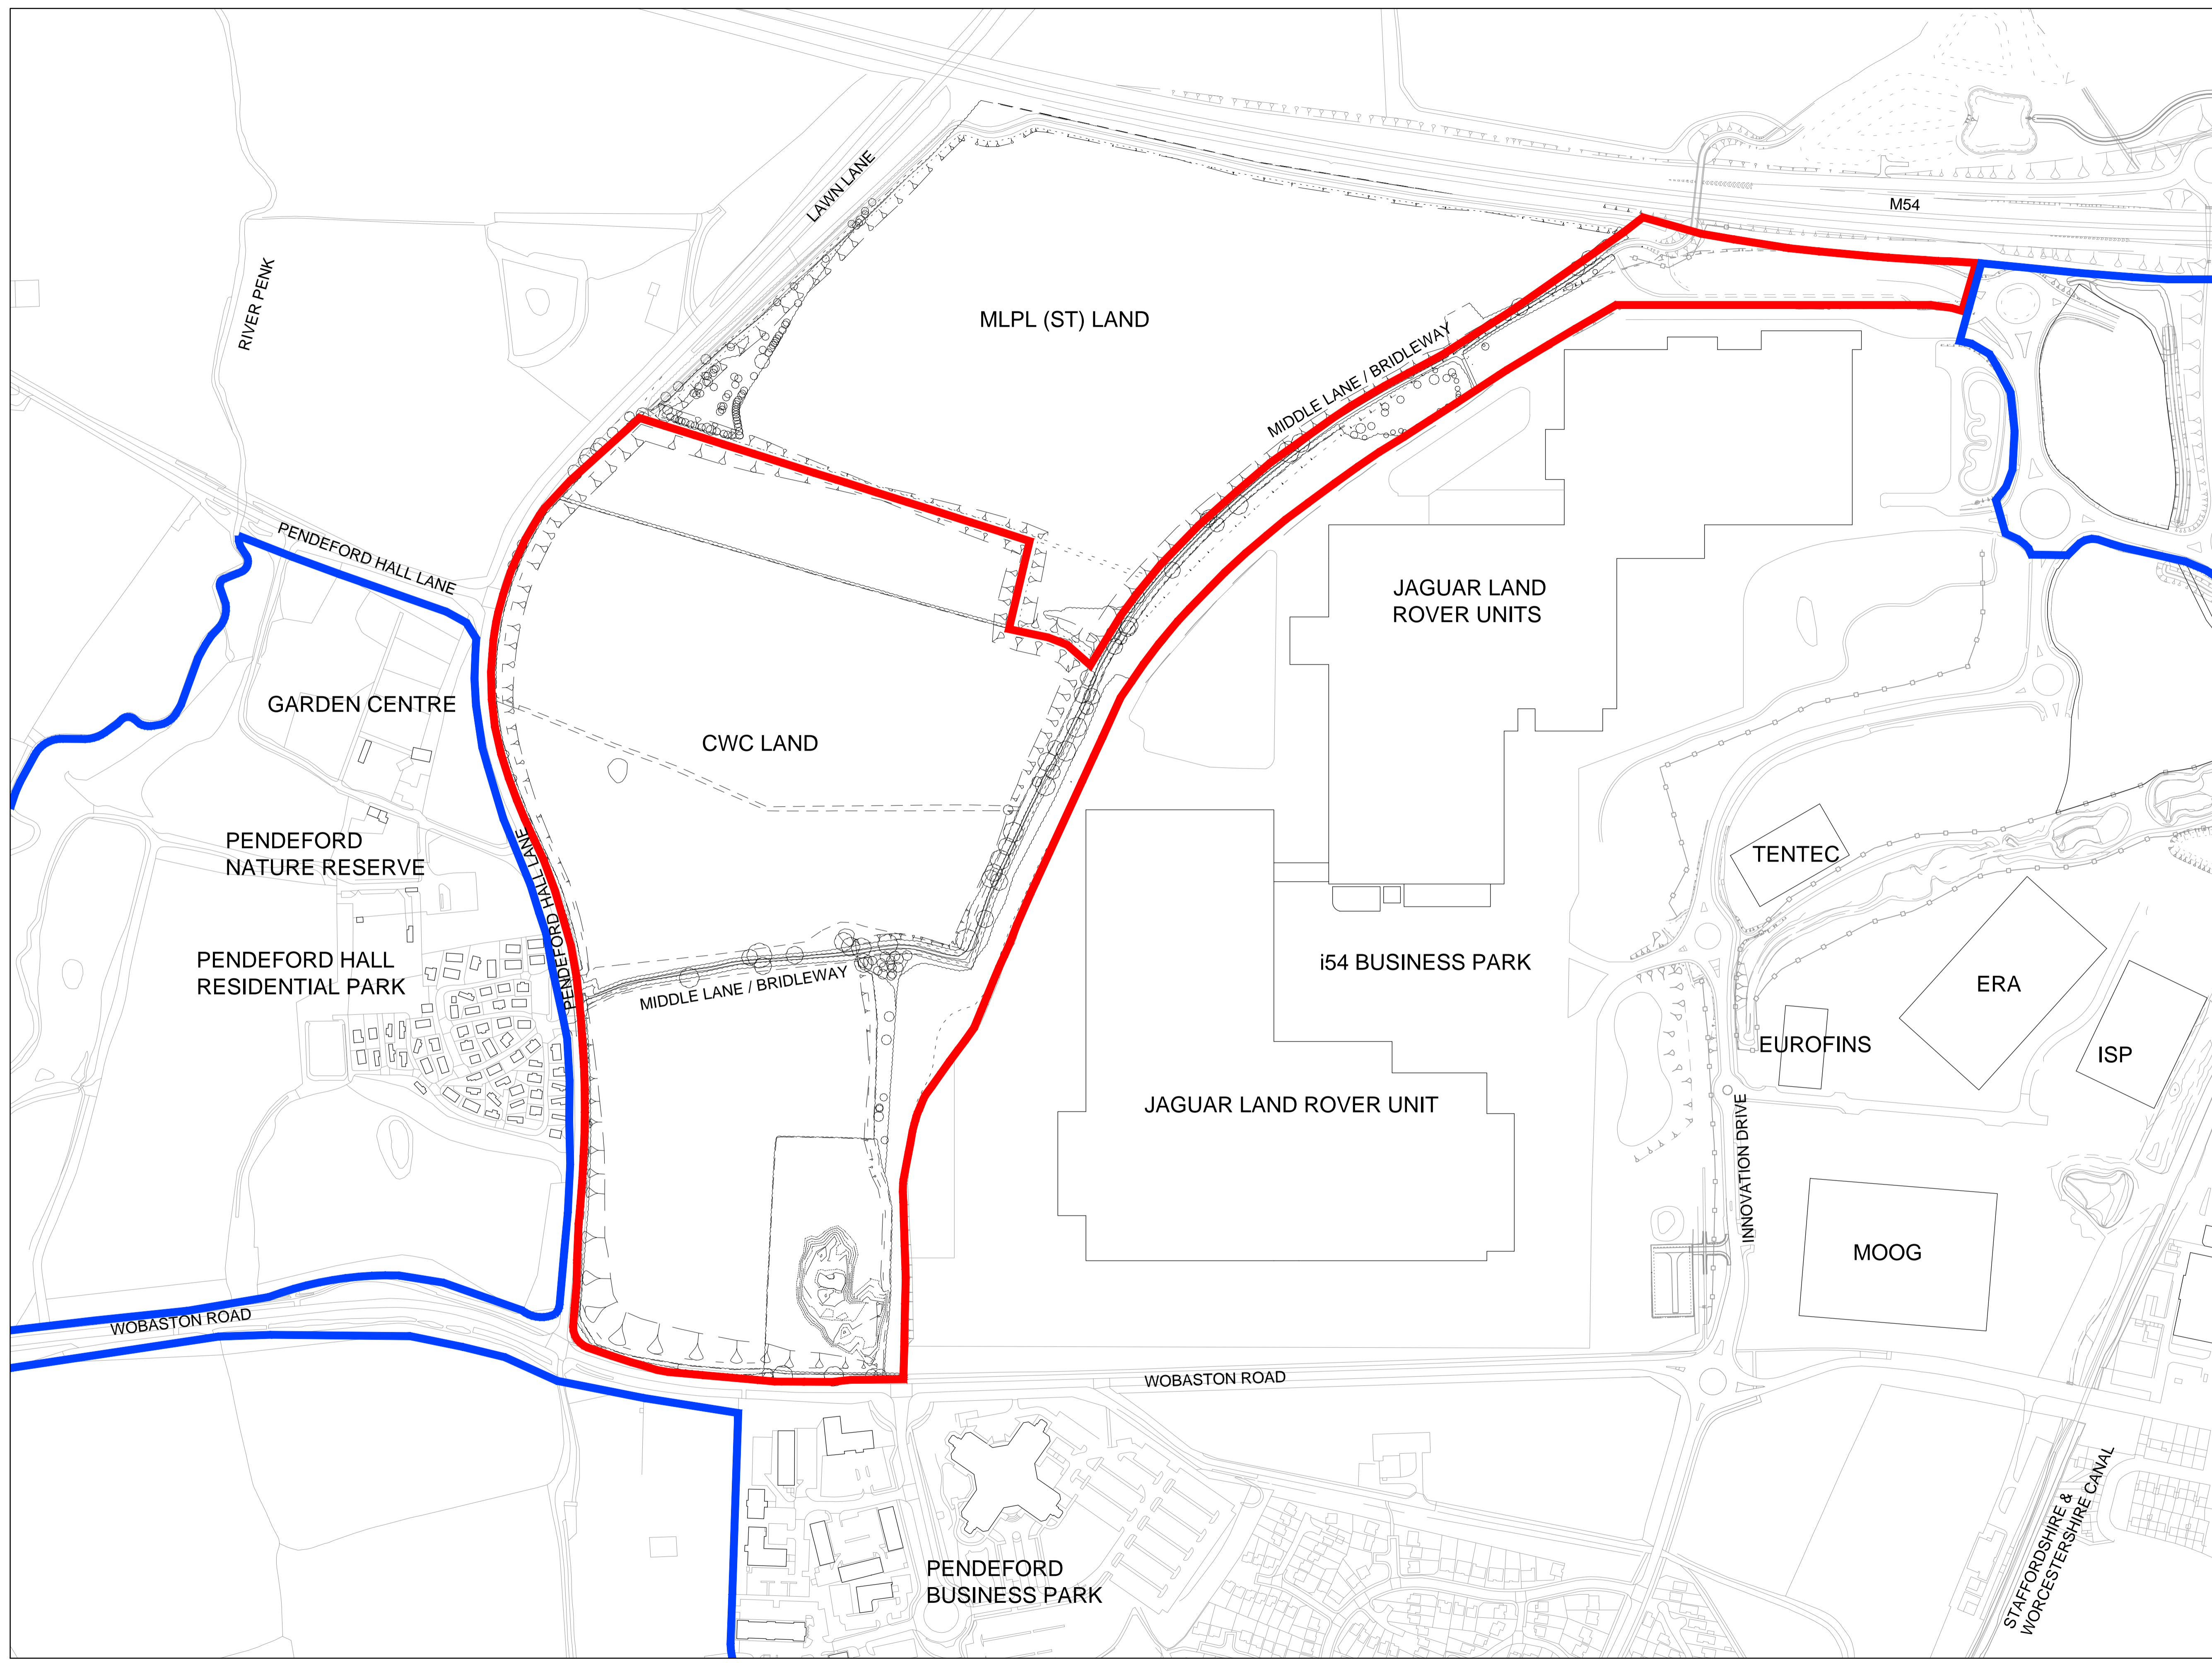 M54
LAWN LANE
RIVER PENK
MLPL (ST) LAND
MIDDLE LANE / BRIDLEWAY
PENDEFORD HALL LANE
JAGUAR LAND
ROVER UNITS
GARDEN CENTRE
CWC LAND
PENDEFORD
NATURE RESERVE
PENDEFORD HALL LANE
TENTEC
PENDEFORD HALL
RESIDENTIAL PARK
MIDDLE LANE / BRIDLEWAY
i54 BUSINESS PARK
ERA
EUROFINS
ISP
JAGUAR LAND ROVER UNIT
INNOVATION DRIVE
MOOG
WOBASTON ROAD
WOBASTON ROAD
PENDEFORD
BUSINESS PARK
STAFFORDSHIRE &
WORCESTERSHIRE CANAL